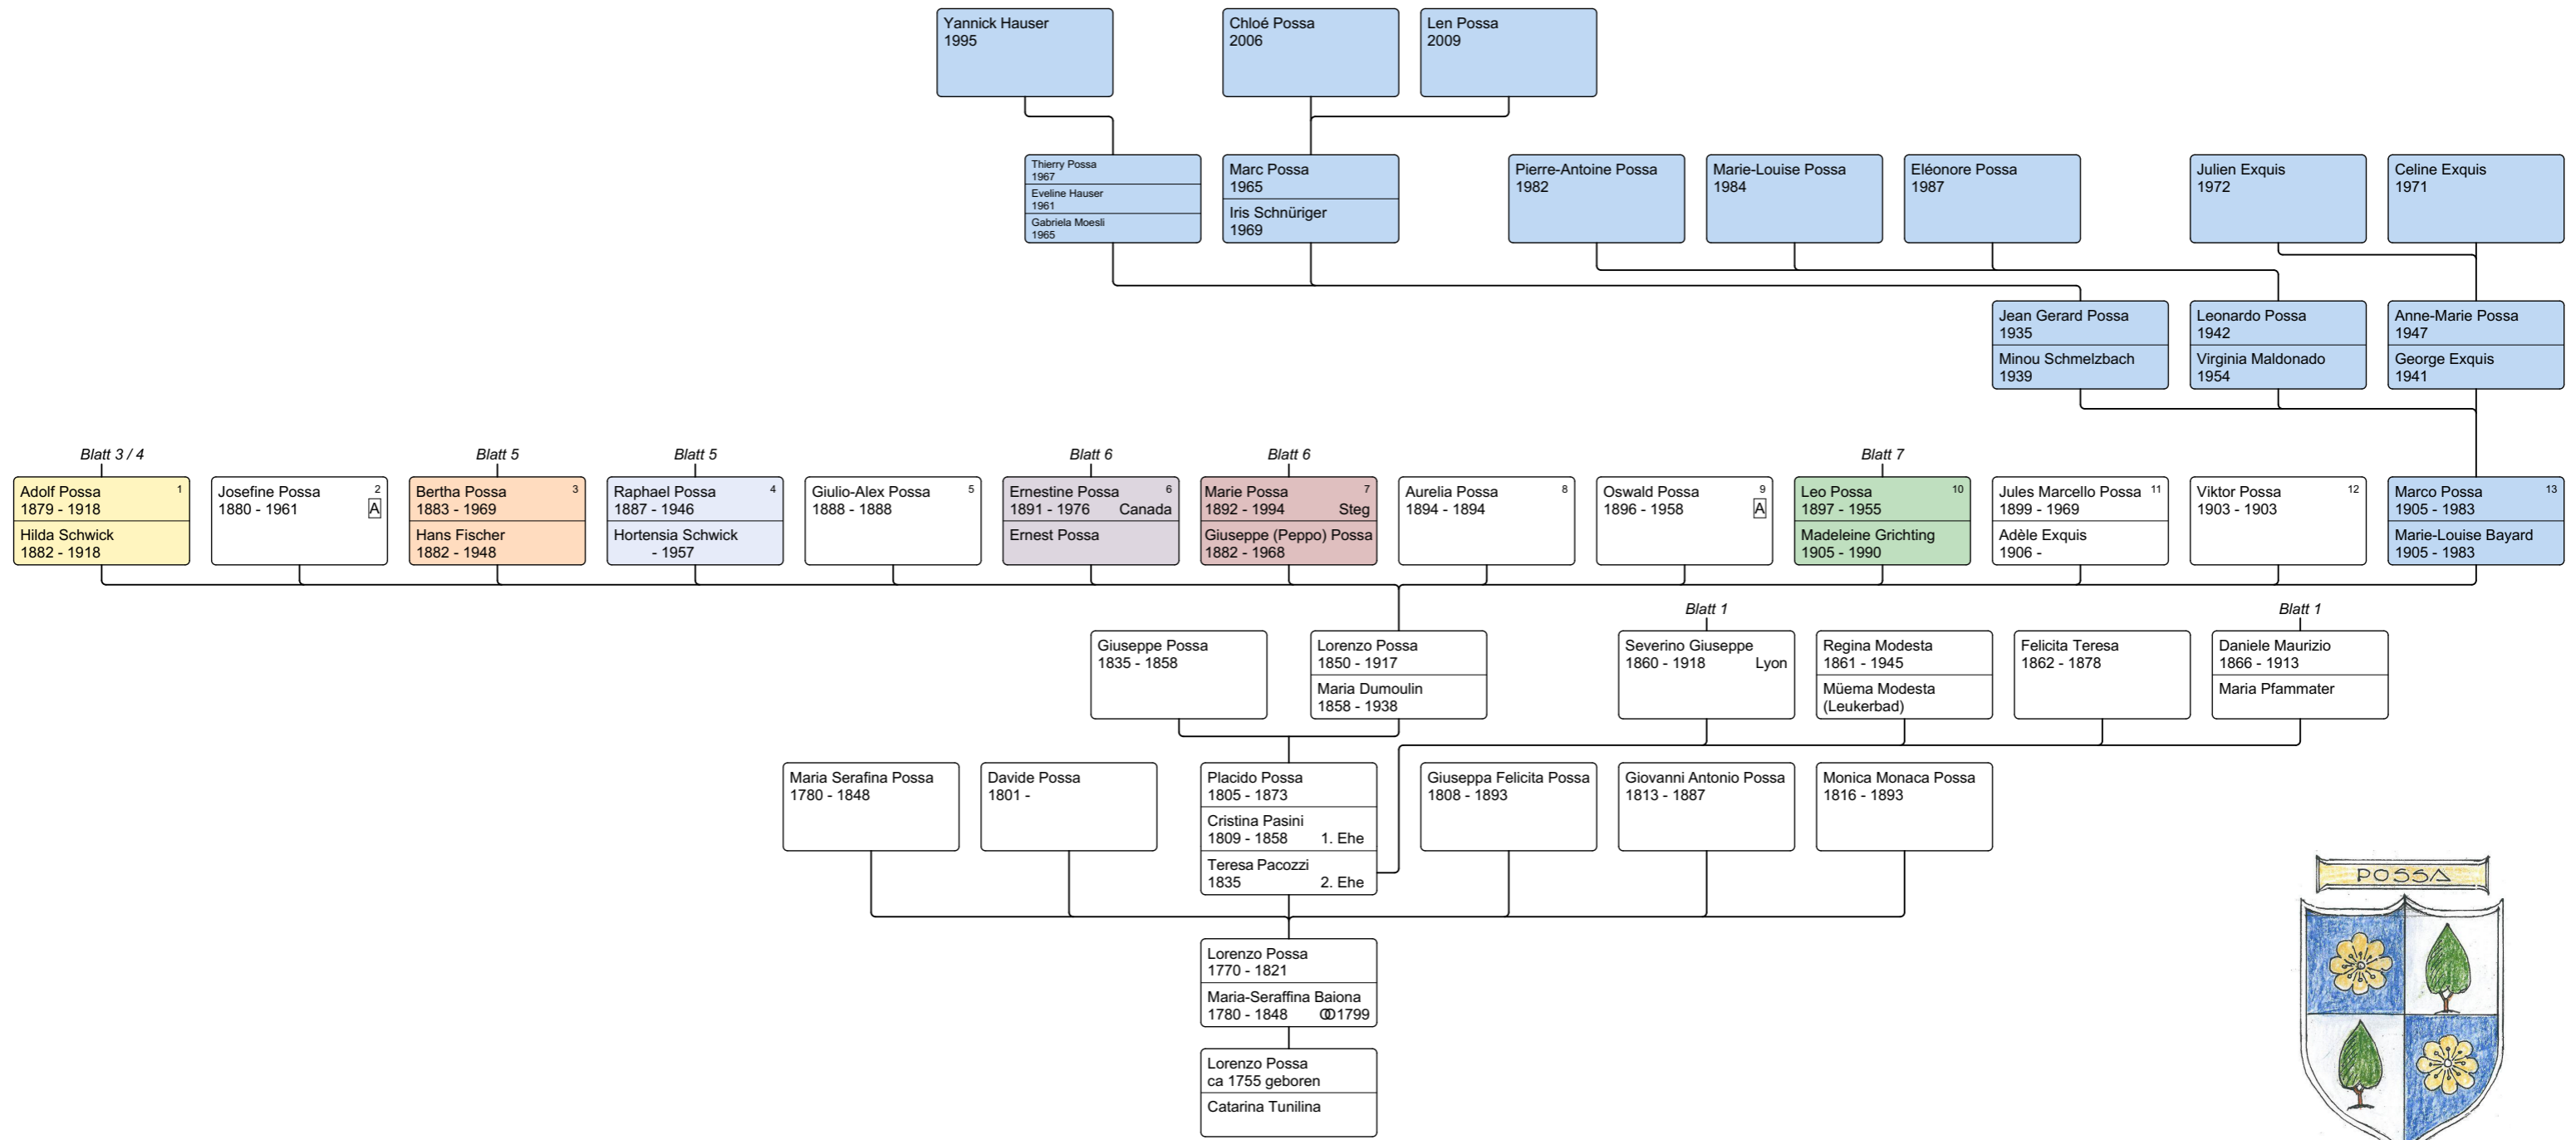 Yannick Hauser
1995
Chloé Possa
2006
Len Possa
2009
Thierry Possa
1967
Eveline Hauser
1961
Gabriela Moesli
1965
Marc Possa
1965
Iris Schnüriger
1969
Pierre-Antoine Possa
1982
Marie-Louise Possa
1984
Eléonore Possa
1987
Julien Exquis
1972
Celine Exquis
1971
Jean Gerard Possa
1935
Minou Schmelzbach
1939
Leonardo Possa
1942
Virginia Maldonado
1954
Anne-Marie Possa
1947
George Exquis
1941
Blatt 3 / 4
Adolf Possa 1
1879 - 1918
Hilda Schwick
1882 - 1918
Josefine Possa 2
1880 - 1961 A
Blatt 5
Bertha Possa 3
1883 - 1969
Hans Fischer
1882 - 1948
Blatt 5
Raphael Possa 4
1887 - 1946
Hortensia Schwick
- 1957
Giulio-Alex Possa 5
1888 - 1888
Blatt 6
Ernestine Possa 6
1891 - 1976 Canada
Ernest Possa
Blatt 6
Marie Possa 7
1892 - 1994 Steg
Giuseppe (Peppo) Possa
1882 - 1968
Aurelia Possa 8
1894 - 1894
Oswald Possa 9
1896 - 1958 A
Blatt 7
Leo Possa 10
1897 - 1955
Madeleine Grichting
1905 - 1990
Jules Marcello Possa 11
1899 - 1969
Adèle Exquis
1906 -
Viktor Possa 12
1903 - 1903
Marco Possa 13
1905 - 1983
Marie-Louise Bayard
1905 - 1983
Giuseppe Possa
1835 - 1858
Lorenzo Possa
1850 - 1917
Maria Dumoulin
1858 - 1938
Blatt 1
Severino Giuseppe
1860 - 1918 Lyon
Regina Modesta
1861 - 1945
Müema Modesta
(Leukerbad)
Felicita Teresa
1862 - 1878
Blatt 1
Daniele Maurizio
1866 - 1913
Maria Pfammater
Maria Serafina Possa
1780 - 1848
Davide Possa
1801 -
Placido Possa
1805 - 1873
Cristina Pasini
1809 - 1858 1. Ehe
Teresa Pacozzi
1835 2. Ehe
Giuseppa Felicita Possa
1808 - 1893
Giovanni Antonio Possa
1813 - 1887
Monica Monaca Possa
1816 - 1893
POSSA
Lorenzo Possa
1770 - 1821
Maria-Seraffina Baiona
1780 - 1848 ⚭1799
Lorenzo Possa
ca 1755 geboren
Catarina Tunilina